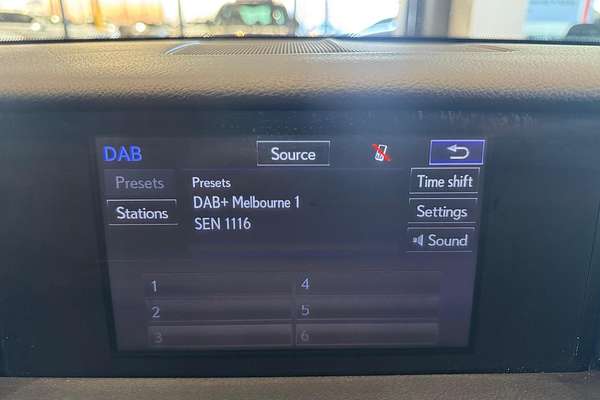 DAB
Source
Presets
Presets
Time shift
DAB+ Melbourne 1
Stations
Settings
SEN 1116
Sound
1
4
2
5
3
6